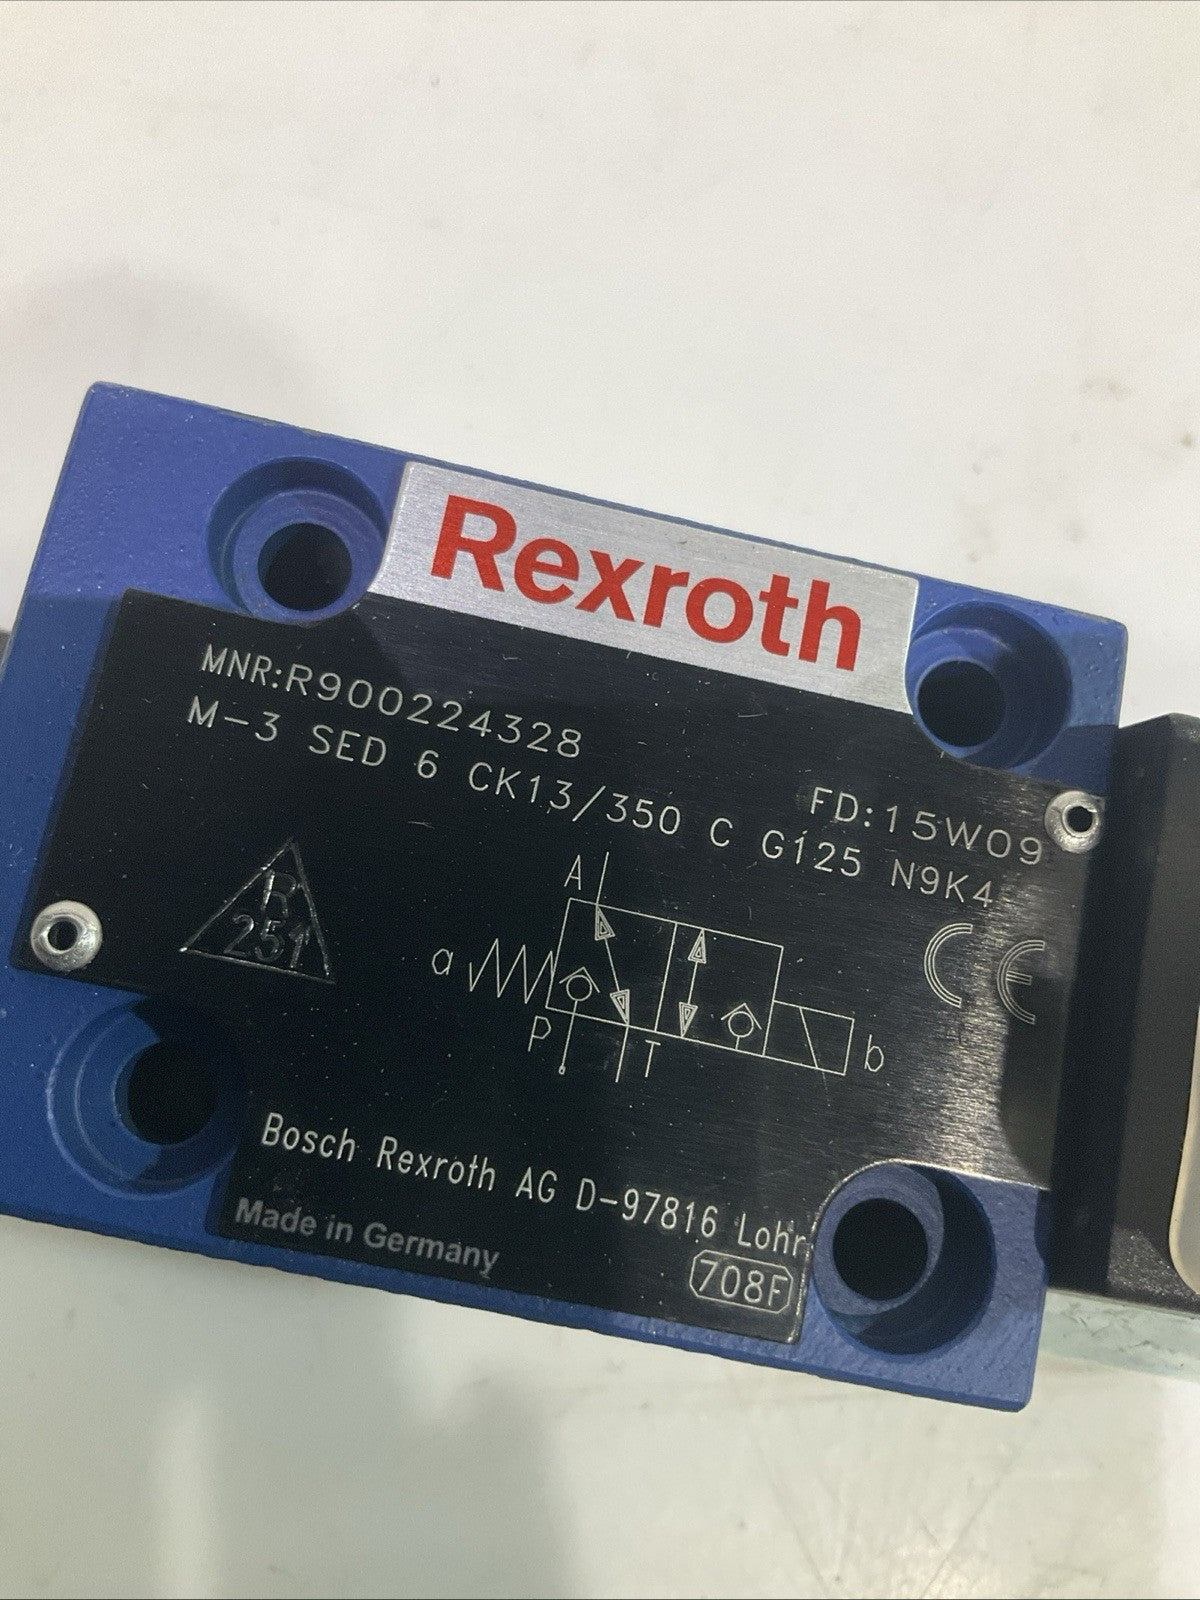 Rexroth
MNR:R900224328
FD:15W09
M-3 SED 6 CK13/350 C G125 N9K4
R
251
A
a
b
P
T
CE
Bosch Rexroth AG D-97816 Lohr
Made in Germany
708F